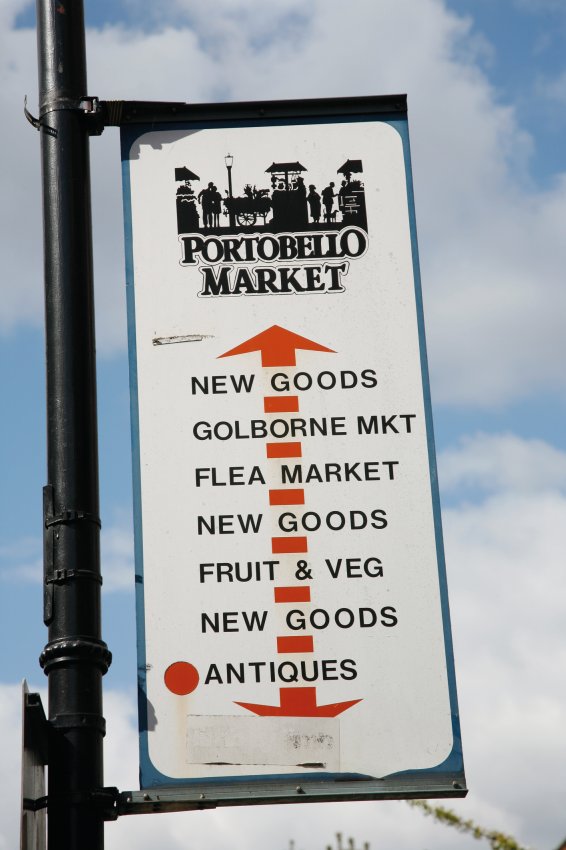 PORTOBELLO
MARKET
NEW GOODS
GOLBORNE MKT
FLEA MARKET
NEW GOODS
FRUIT & VEG
NEW GOODS
ANTIQUES